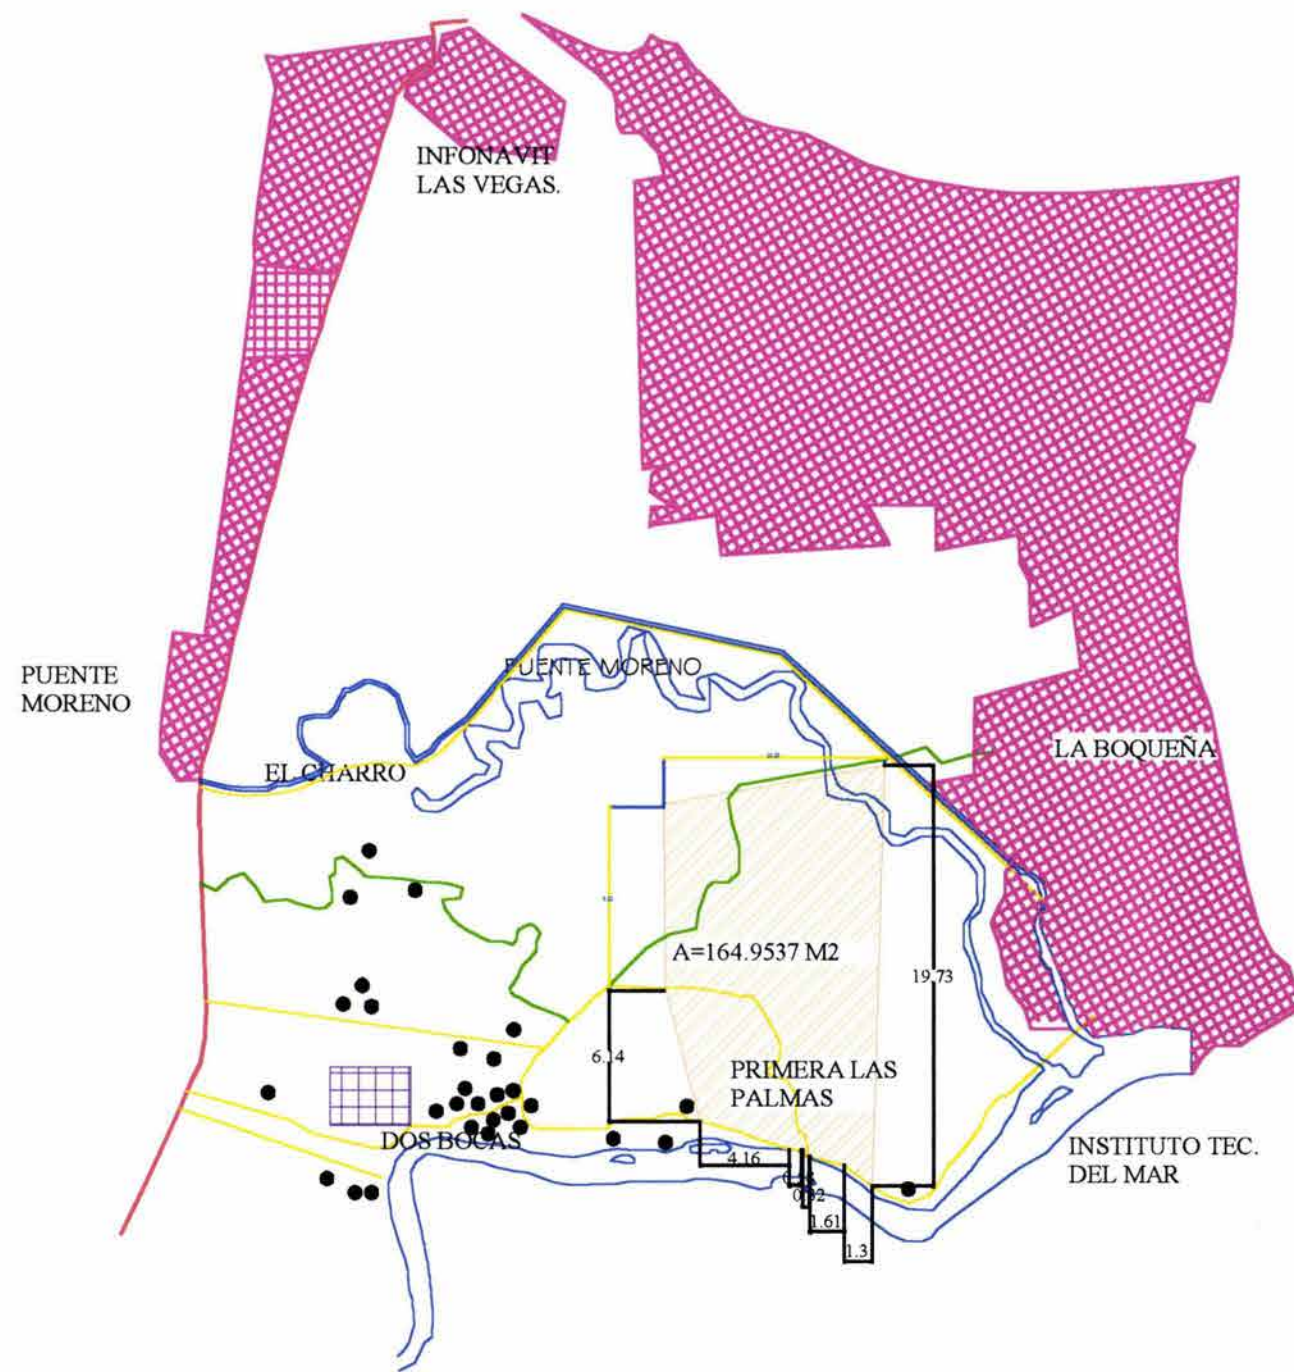 INFONAVIT
LAS VEGAS.
PUENTE
MORENO
PUENTE MORENO
EL CHARRO
LA BOQUEÑA
A=164.9537 M2
19.73
6.14
PRIMERA LAS
PALMAS
DOS BOCAS
4.16
1.61
1.3
INSTITUTO TEC.
DEL MAR